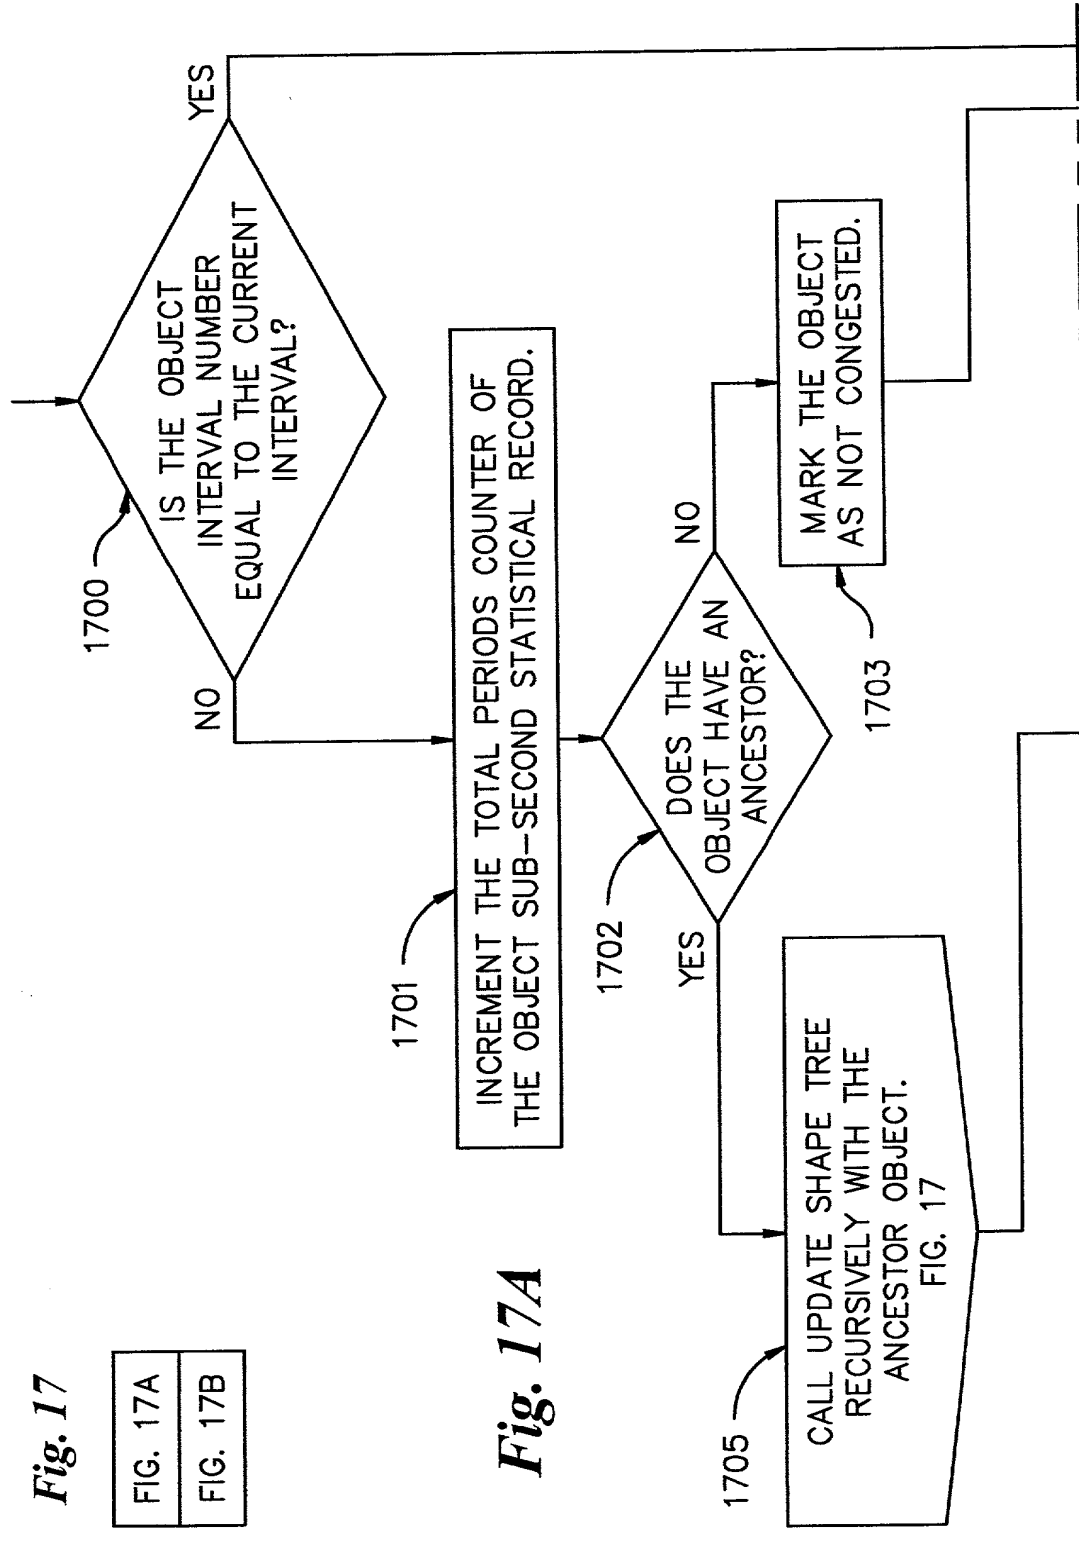 Fig. 17
FIG. 17A
FIG. 17B
Fig. 17A
1700
IS THE OBJECT
INTERVAL NUMBER
EQUAL TO THE CURRENT
INTERVAL?
YES
NO
1701
INCREMENT THE TOTAL PERIODS COUNTER OF
THE OBJECT SUB-SECOND STATISTICAL RECORD.
1702
DOES THE
OBJECT HAVE AN
ANCESTOR?
YES
NO
1705
CALL UPDATE SHAPE TREE
RECURSIVELY WITH THE
ANCESTOR OBJECT.
FIG. 17
1703
MARK THE OBJECT
AS NOT CONGESTED.